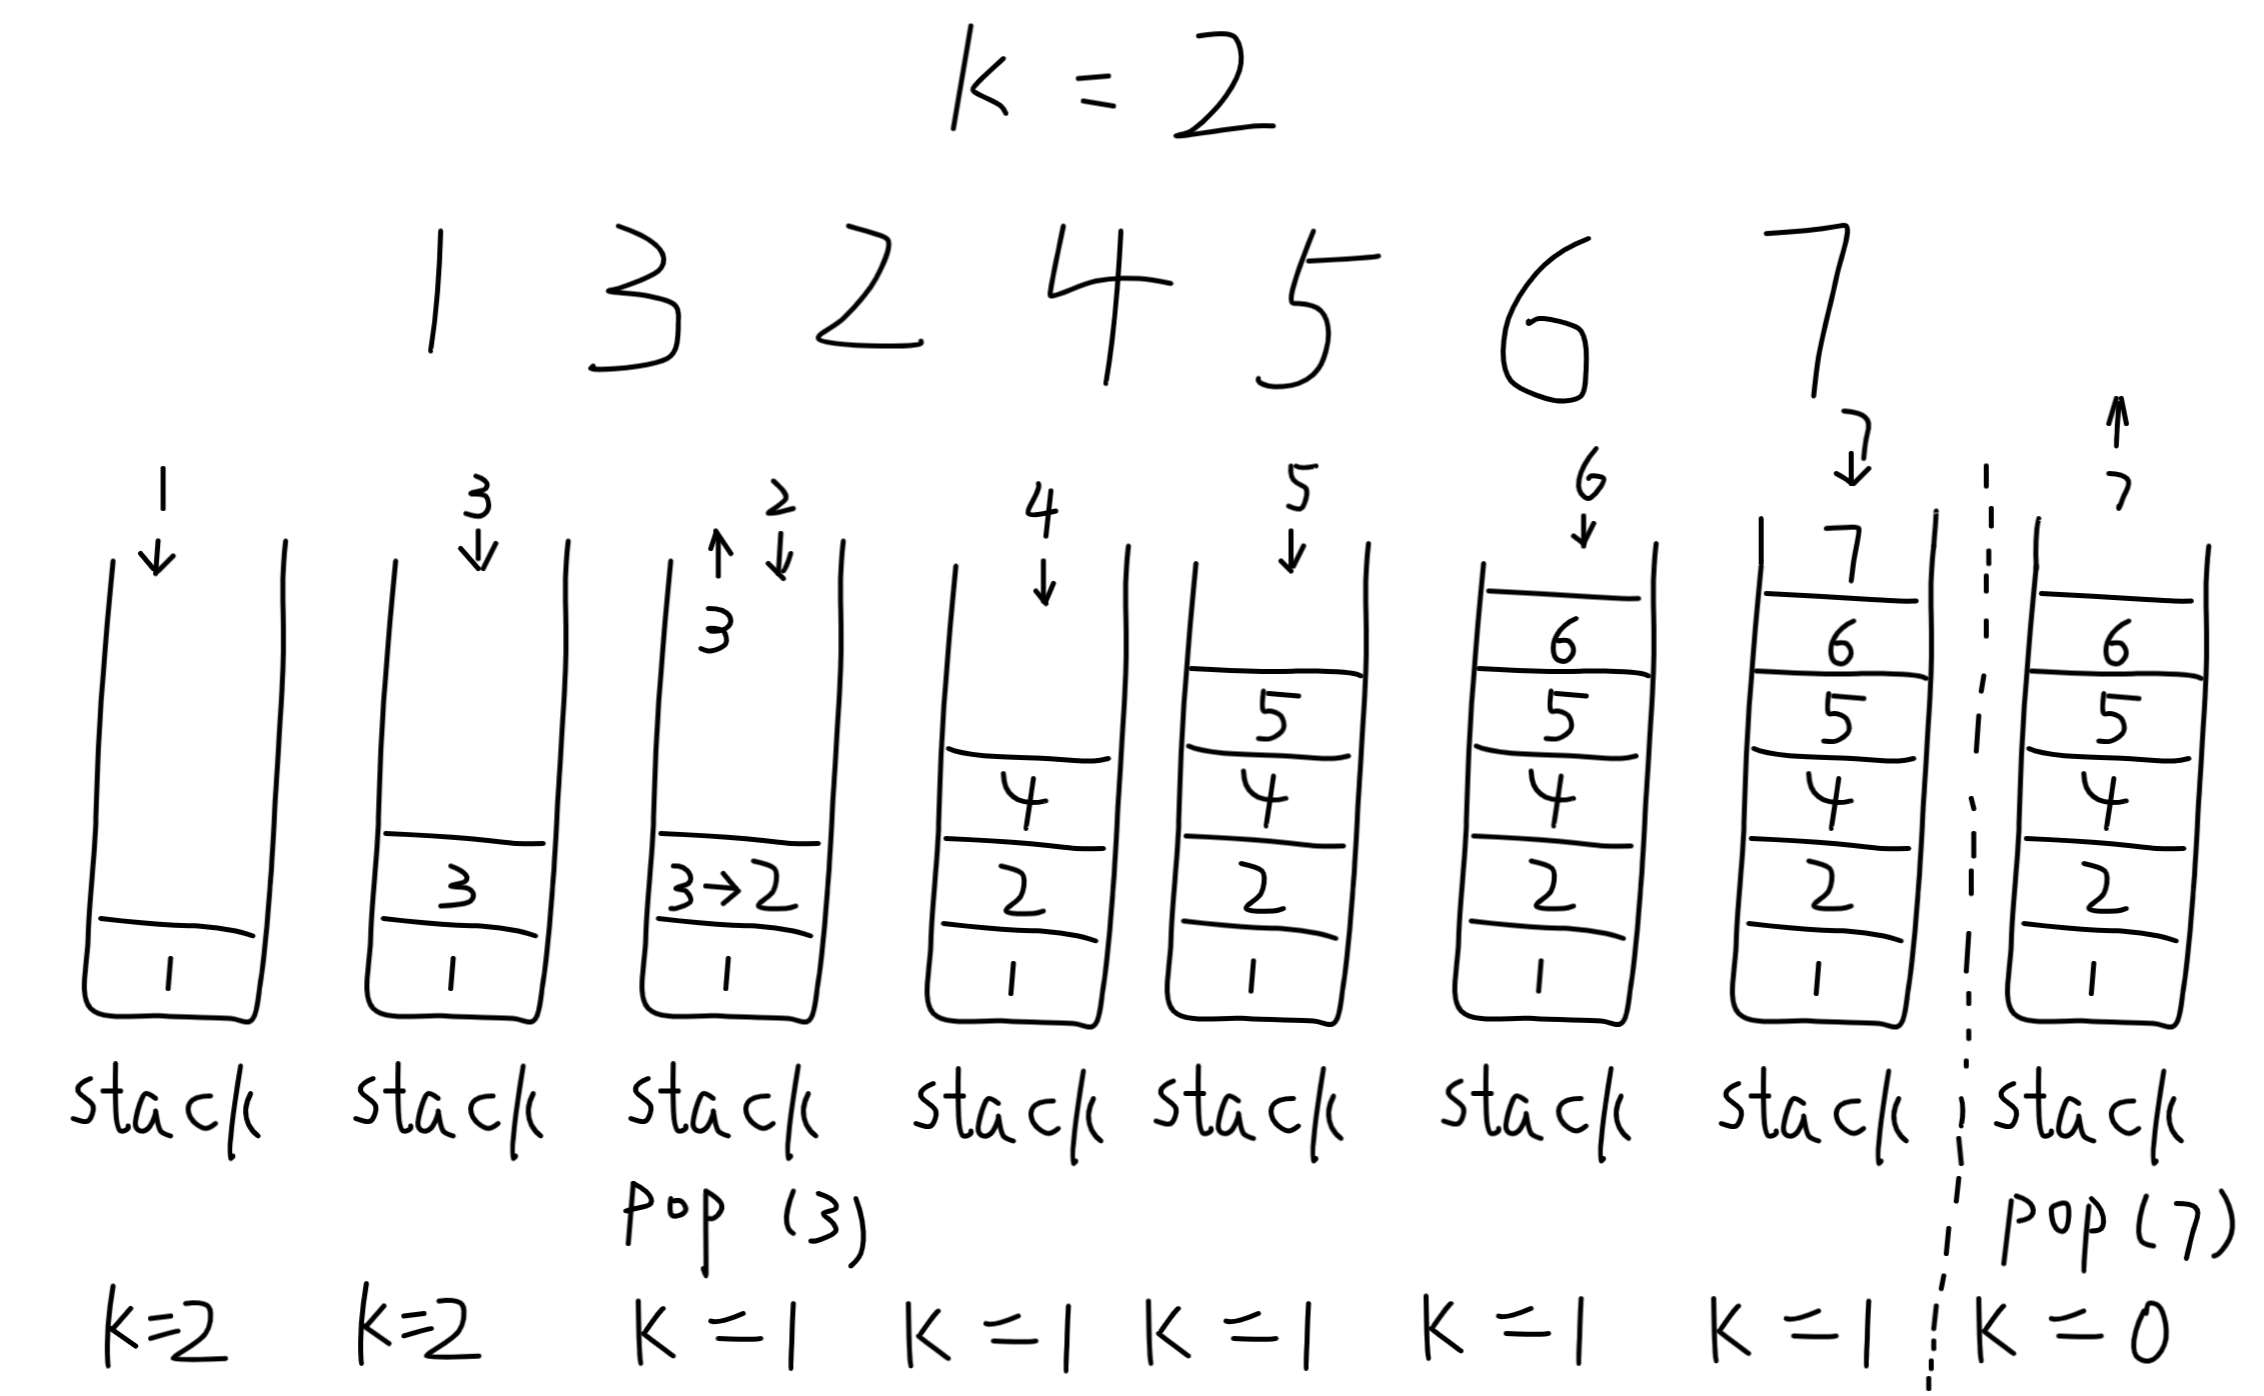 k = 2
1 3 2 4 5 6 7
1 3 3 2 4 5 6 7 7
7
6 6 6
5 5 5 5
4 4 4 4 4
3 3→2 2 2 2 2 2
1 1 1 1 1 1 1 1
stack stack stack stack stack stack stack stack
pop (3) pop (7)
k=2 k=2 k=1 k=1 k=1 k=1 k=1 k=0